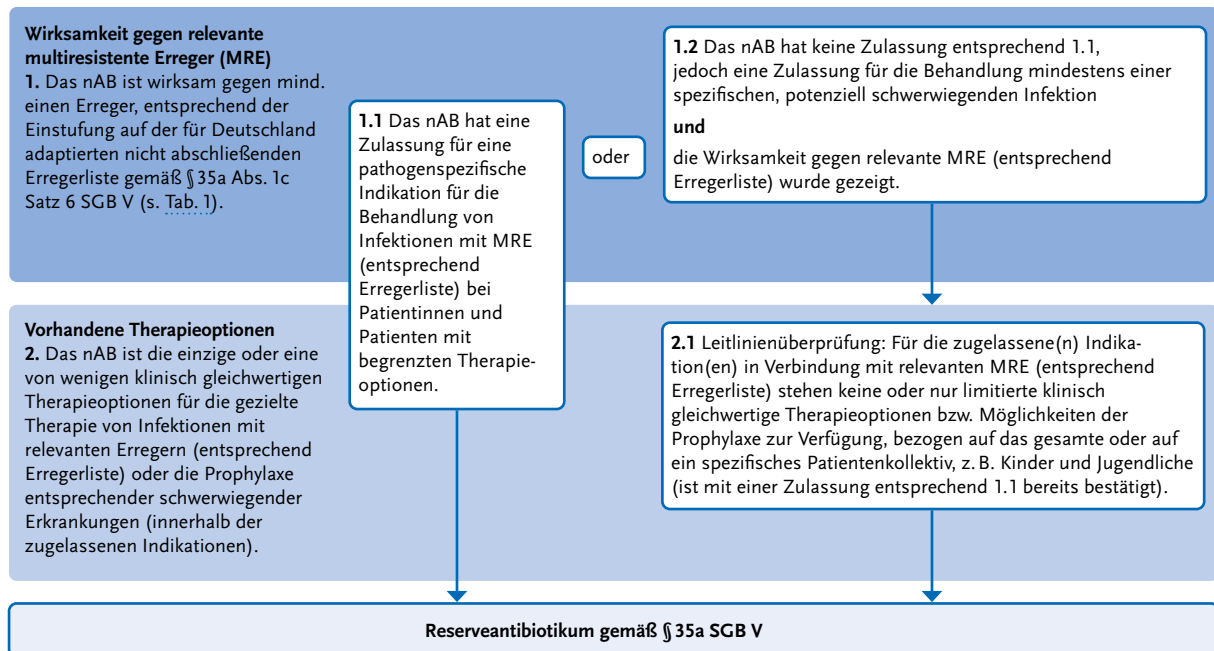 Wirksamkeit gegen relevante
multiresistente Erreger (MRE)
1. Das nAB ist wirksam gegen mind.
einen Erreger, entsprechend der
Einstufung auf der für Deutschland
adaptierten nicht abschließenden
Erregerliste gemäß § 35a Abs. 1c
Satz 6 SGB V (s. Tab. 1).
1.1 Das nAB hat eine
Zulassung für eine
pathogenspezifische
Indikation für die
Behandlung von
Infektionen mit MRE
(entsprechend
Erregerliste) bei
Patientinnen und
Patienten mit
begrenzten Therapie-
optionen.
oder
1.2 Das nAB hat keine Zulassung entsprechend 1.1,
jedoch eine Zulassung für die Behandlung mindestens einer
spezifischen, potenziell schwerwiegenden Infektion
und
die Wirksamkeit gegen relevante MRE (entsprechend
Erregerliste) wurde gezeigt.
Vorhandene Therapieoptionen
2. Das nAB ist die einzige oder eine
von wenigen klinisch gleichwertigen
Therapieoptionen für die gezielte
Therapie von Infektionen mit
relevanten Erregern (entsprechend
Erregerliste) oder die Prophylaxe
entsprechender schwerwiegender
Erkrankungen (innerhalb der
zugelassenen Indikationen).
2.1 Leitlinienüberprüfung: Für die zugelassene(n) Indika-
tion(en) in Verbindung mit relevanten MRE (entsprechend
Erregerliste) stehen keine oder nur limitierte klinisch
gleichwertige Therapieoptionen bzw. Möglichkeiten der
Prophylaxe zur Verfügung, bezogen auf das gesamte oder auf
ein spezifisches Patientenkollektiv, z. B. Kinder und Jugendliche
(ist mit einer Zulassung entsprechend 1.1 bereits bestätigt).
Reserveantibiotikum gemäß § 35a SGB V